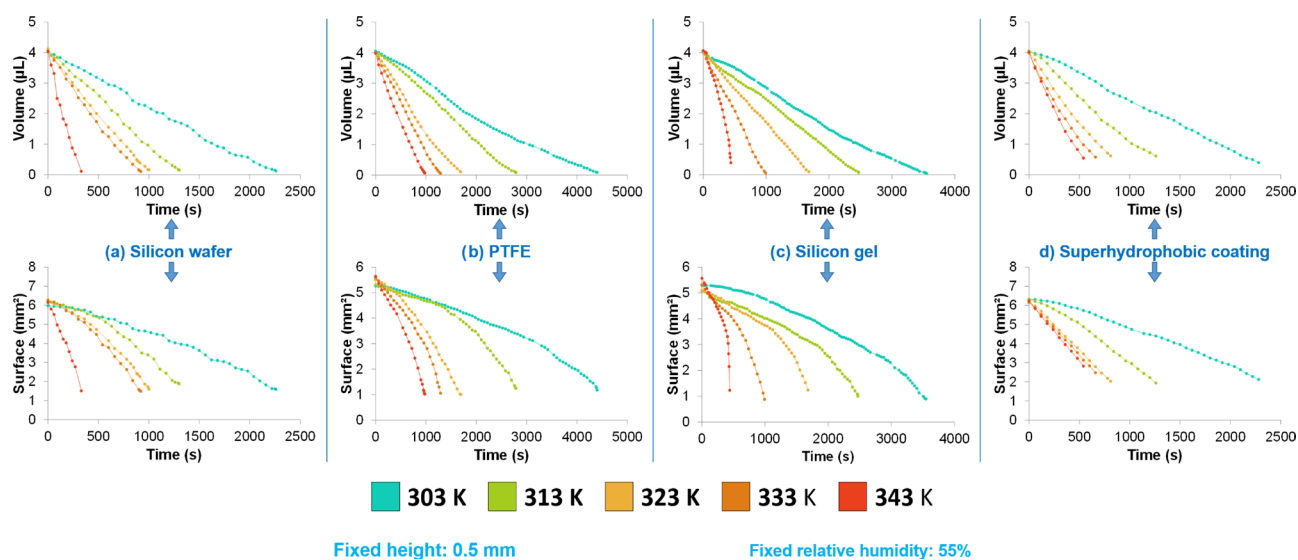 Volume (µL)
5
4
3
2
1
0
0 500 1000 1500 2000 2500
Time (s)
Volume (µL)
5
4
3
2
1
0
0 1000 2000 3000 4000 5000
Time (s)
Volume (µL)
5
4
3
2
1
0
0 1000 2000 3000 4000
Time (s)
Volume (µL)
5
4
3
2
1
0
0 500 1000 1500 2000 2500
Time (s)
(a) Silicon wafer
(b) PTFE
(c) Silicon gel
d) Superhydrophobic coating
Surface (mm²)
8
7
6
5
4
3
2
1
0
0 500 1000 1500 2000 2500
Time (s)
Surface (mm²)
6
5
4
3
2
1
0
0 1000 2000 3000 4000 5000
Time (s)
Surface (mm²)
6
5
4
3
2
1
0
0 1000 2000 3000 4000
Time (s)
Surface (mm²)
8
7
6
5
4
3
2
1
0
0 500 1000 1500 2000 2500
Time (s)
303 K 313 K 323 K 333 K 343 K
Fixed height: 0.5 mm
Fixed relative humidity: 55%